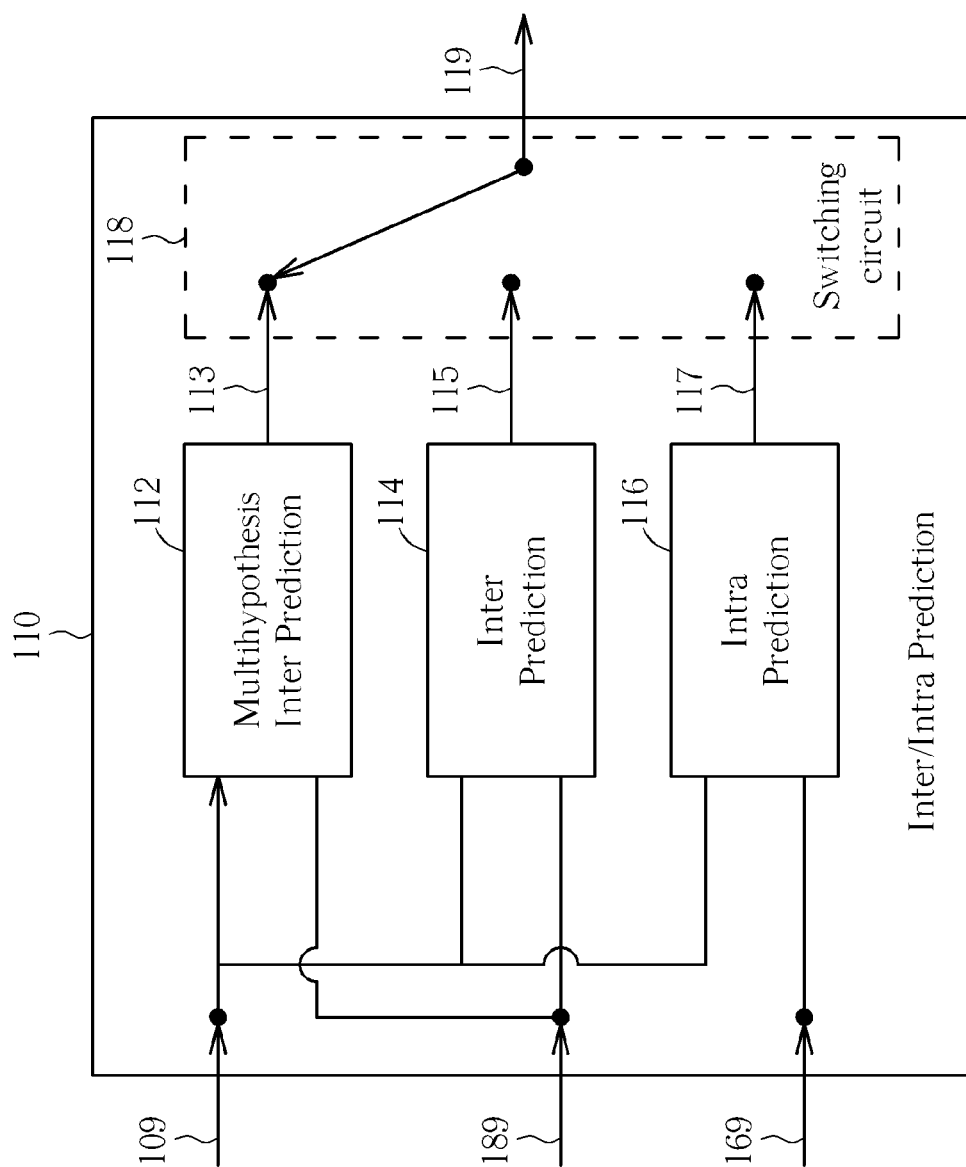 110
118
119
109
189
169
112
Multihypothesis
Inter Prediction
113
114
Inter
Prediction
115
116
Intra
Prediction
117
Switching
circuit
Inter/Intra Prediction